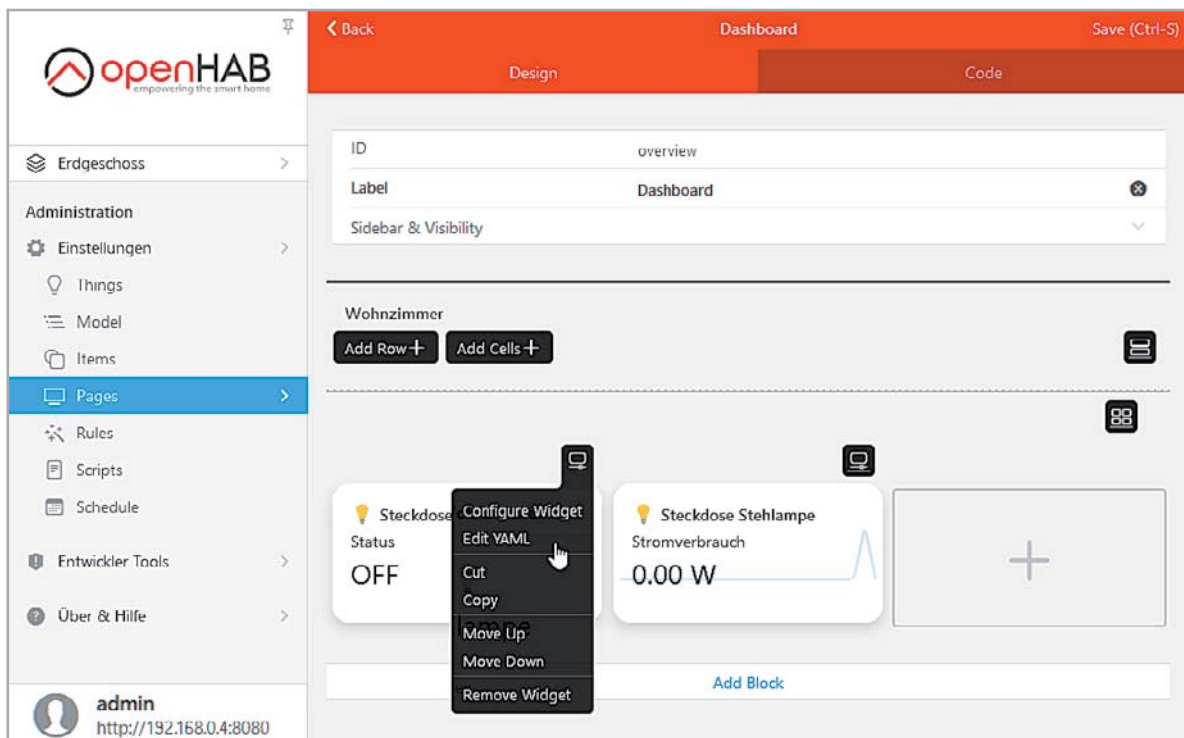 openHAB
empowering the smart home
Erdgeschoss
Administration
Einstellungen
Things
Model
Items
Pages
Rules
Scripts
Schedule
Entwickler Tools
Über & Hilfe
admin
http://192.168.0.4:8080
Back
Dashboard
Save (Ctrl-S)
Design
Code
ID
overview
Label
Dashboard
Sidebar & Visibility
Wohnzimmer
Add Row
Add Cells
Steckdose
Status
OFF
lampe
Configure Widget
Edit YAML
Cut
Copy
Move Up
Move Down
Remove Widget
Steckdose Stehlampe
Stromverbrauch
0.00 W
Add Block